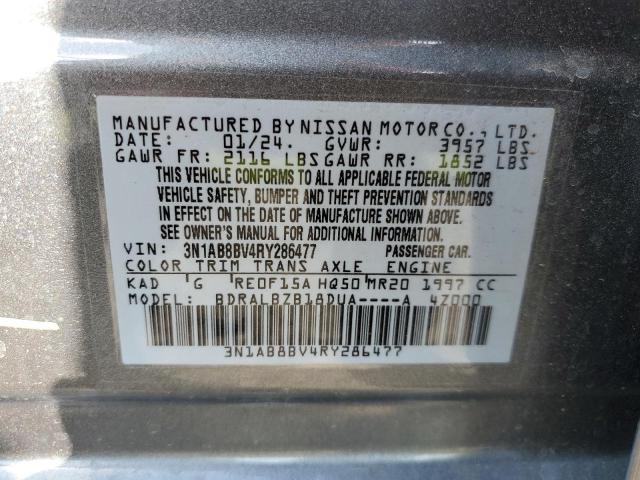 MANUFACTURED BY NISSAN MOTOR CO., LTD.
DATE: 01/24. GVWR: 3957 LBS
GAWR FR: 2116 LBS GAWR RR: 1852 LBS
THIS VEHICLE CONFORMS TO ALL APPLICABLE FEDERAL MOTOR
VEHICLE SAFETY, BUMPER AND THEFT PREVENTION STANDARDS
IN EFFECT ON THE DATE OF MANUFACTURE SHOWN ABOVE.
SEE OWNER'S MANUAL FOR ADDITIONAL INFORMATION.
VIN: 3N1AB8BV4RY286477 PASSENGER CAR.
COLOR TRIM TRANS AXLE ENGINE
KAD G RE0F15A HQ50 MR20 1997 CC
MODEL: BDRALBZB18DUA----A 4Z000
3N1AB8BV4RY286477